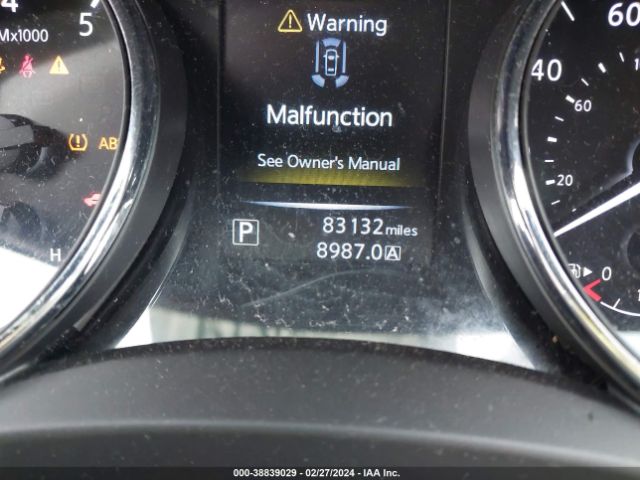 4
5
Mx1000
AB
H
Warning
Malfunction
See Owner's Manual
P
83132 miles
8987.0 A
60
40
60
20
0
1
000-38839029 - 02/27/2024 - IAA Inc.